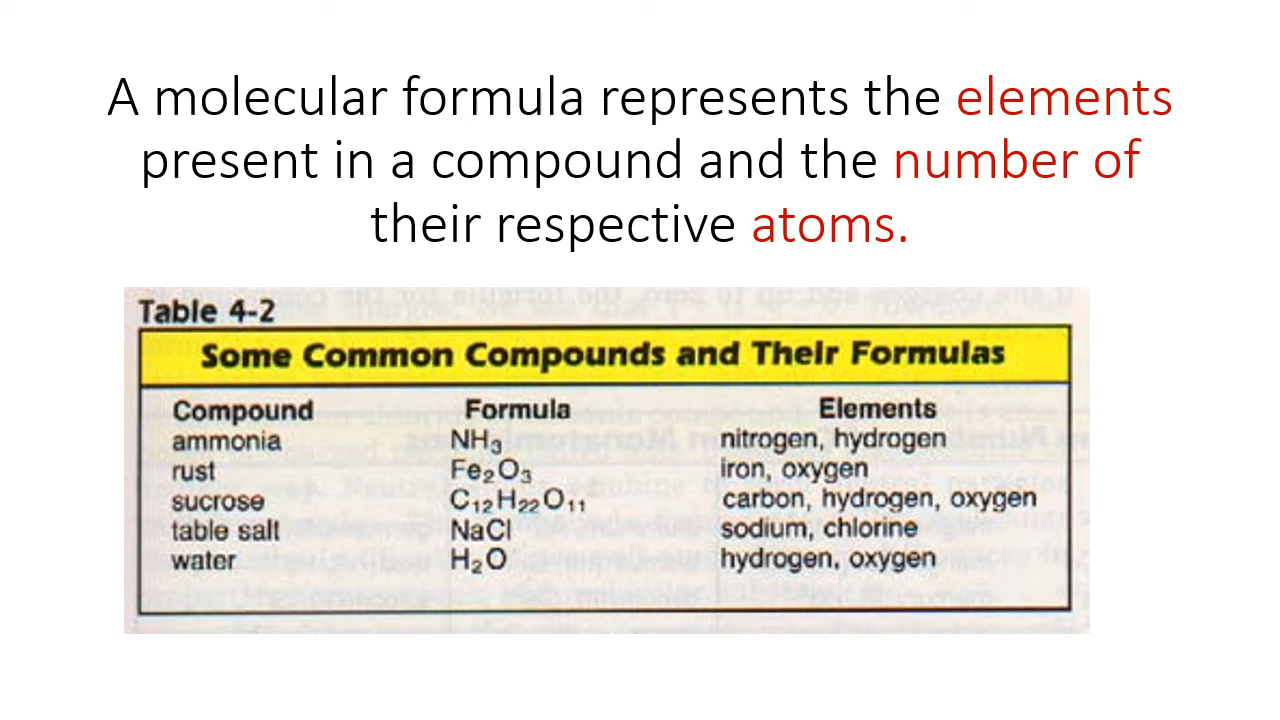 A molecular formula represents the elements
present in a compound and the number of
their respective atoms.
Table 4-2
Some Common Compounds and Their Formulas
Compound Formula Elements
ammonia NH₃ nitrogen, hydrogen
rust Fe₂O₃ iron, oxygen
sucrose C₁₂H₂₂O₁₁ carbon, hydrogen, oxygen
table salt NaCl sodium, chlorine
water H₂O hydrogen, oxygen